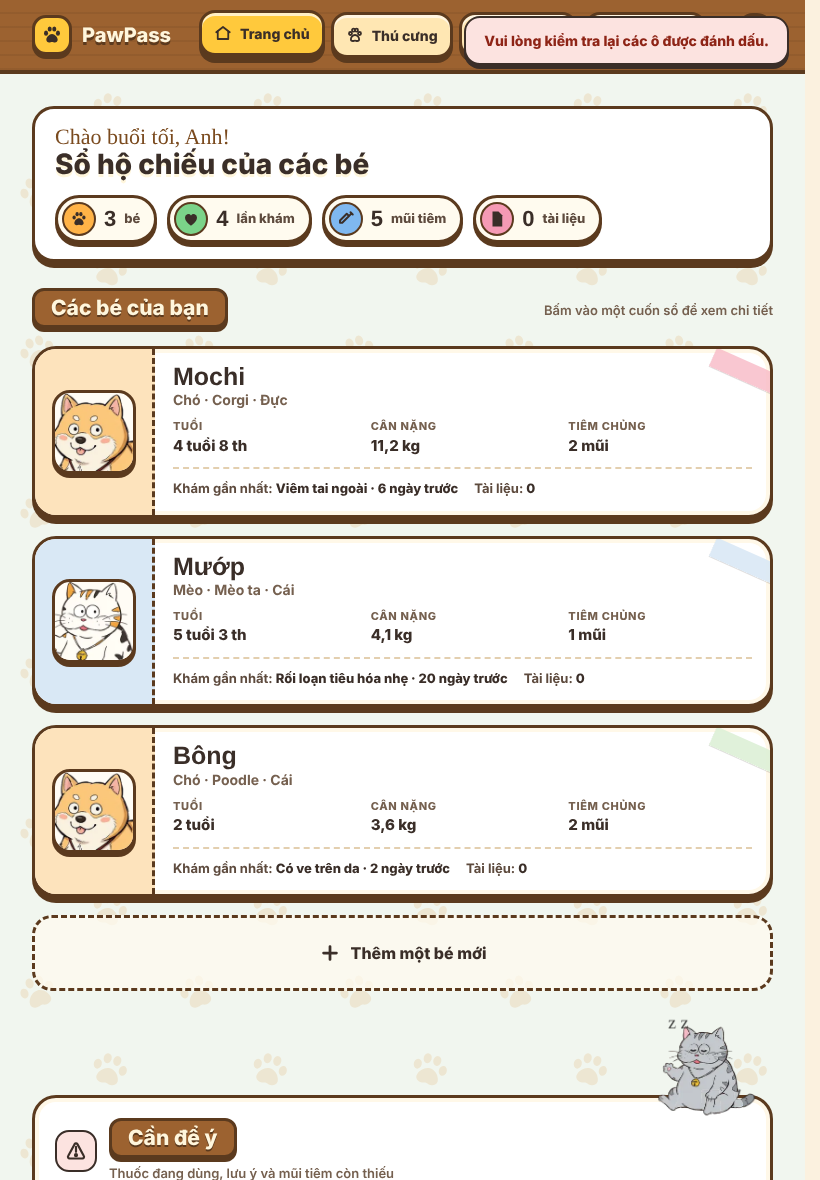 PawPass
Trang chủ
Thú cưng
Vui lòng kiểm tra lại các ô được đánh dấu.
Chào buổi tối, Anh!
Sổ hộ chiếu của các bé
3 bé
4 lần khám
5 mũi tiêm
0 tài liệu
Các bé của bạn
Bấm vào một cuốn sổ để xem chi tiết
Mochi
Chó · Corgi · Đực
TUỔI CÂN NẶNG TIÊM CHỦNG
4 tuổi 8 th 11,2 kg 2 mũi
Khám gần nhất: Viêm tai ngoài · 6 ngày trước Tài liệu: 0
Mướp
Mèo · Mèo ta · Cái
TUỔI CÂN NẶNG TIÊM CHỦNG
5 tuổi 3 th 4,1 kg 1 mũi
Khám gần nhất: Rối loạn tiêu hóa nhẹ · 20 ngày trước Tài liệu: 0
Bông
Chó · Poodle · Cái
TUỔI CÂN NẶNG TIÊM CHỦNG
2 tuổi 3,6 kg 2 mũi
Khám gần nhất: Có ve trên da · 2 ngày trước Tài liệu: 0
Thêm một bé mới
Z Z
Cần để ý
Thuốc đang dùng, lưu ý và mũi tiêm còn thiếu